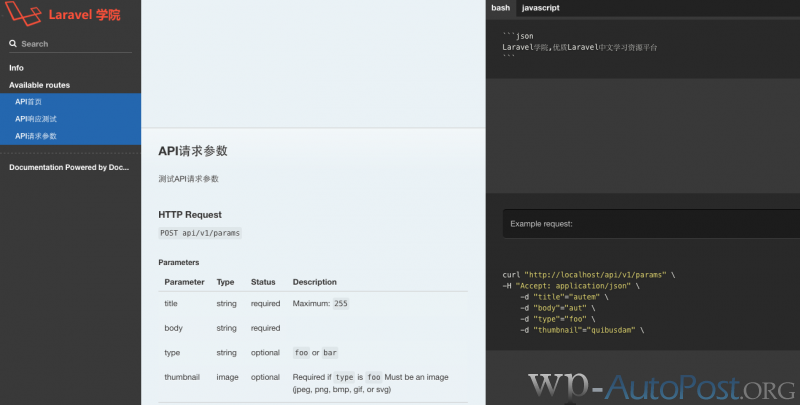 Laravel 学院
Search
Info
Available routes
API首页
API响应测试
API请求参数
Documentation Powered by Doc...
API请求参数
测试API请求参数
HTTP Request
POST api/v1/params
Parameters
Parameter Type Status Description
title string required Maximum: 255
body string required
type string optional foo or bar
thumbnail image optional Required if type is foo Must be an image
(jpeg, png, bmp, gif, or svg)
bash javascript
```json
Laravel学院,优质Laravel中文学习资源平台
```
Example request:
curl "http://localhost/api/v1/params" \
-H "Accept: application/json" \
-d "title"="autem" \
-d "body"="aut" \
-d "type"="foo" \
-d "thumbnail"="quibusdam" \
wp-AutoPost.org